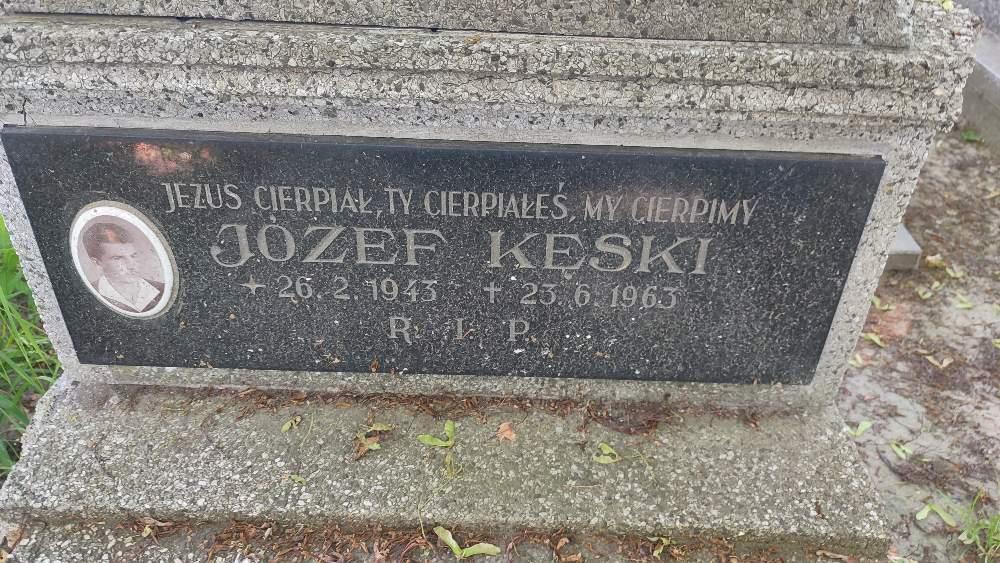 JEZUS CIERPIAŁ, TY CIERPIAŁEŚ, MY CIERPIMY
JÓZEF KĘSKI
* 26. 2. 1943 † 23. 6. 1963
R. I. P.